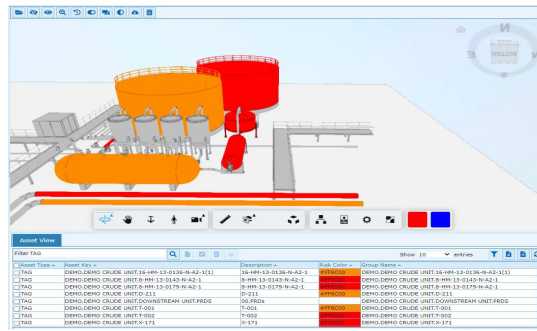 Asset View
Filter TAG Show 10 entries
Asset Type Asset Key Description Risk Color Group Name
TAG DEMO.DEMO CRUDE UNIT.16-HM-13-0136-N-A2-1(1) 16-HM-13-0136-N-A2-1 #FF8C00 DEMO.DEMO CRUDE UNIT.16-HM-13-0136-N-A2-1(1)
TAG DEMO.DEMO CRUDE UNIT.8-HM-13-0143-N-A2-1 8-HM-13-0143-N-A2-1 DEMO.DEMO CRUDE UNIT.8-HM-13-0143-N-A2-1
TAG DEMO.DEMO CRUDE UNIT.8-HM-13-0179-N-A2-1 8-HM-13-0179-N-A2-1 DEMO.DEMO CRUDE UNIT.8-HM-13-0179-N-A2-1
TAG DEMO.DEMO CRUDE UNIT.D-211 D-211 #FF8C00 DEMO.DEMO CRUDE UNIT.D-211
TAG DEMO.DEMO CRUDE UNIT.DOWNSTREAM UNIT.PRDS 00.PRDs DEMO.DEMO CRUDE UNIT.DOWNSTREAM UNIT.PRDS
TAG DEMO.DEMO CRUDE UNIT.T-001 T-001 #FF8C00 DEMO.DEMO CRUDE UNIT.T-001
TAG DEMO.DEMO CRUDE UNIT.T-002 T-002 DEMO.DEMO CRUDE UNIT.T-002
TAG DEMO.DEMO CRUDE UNIT.X-171 X-171 DEMO.DEMO CRUDE UNIT.X-171